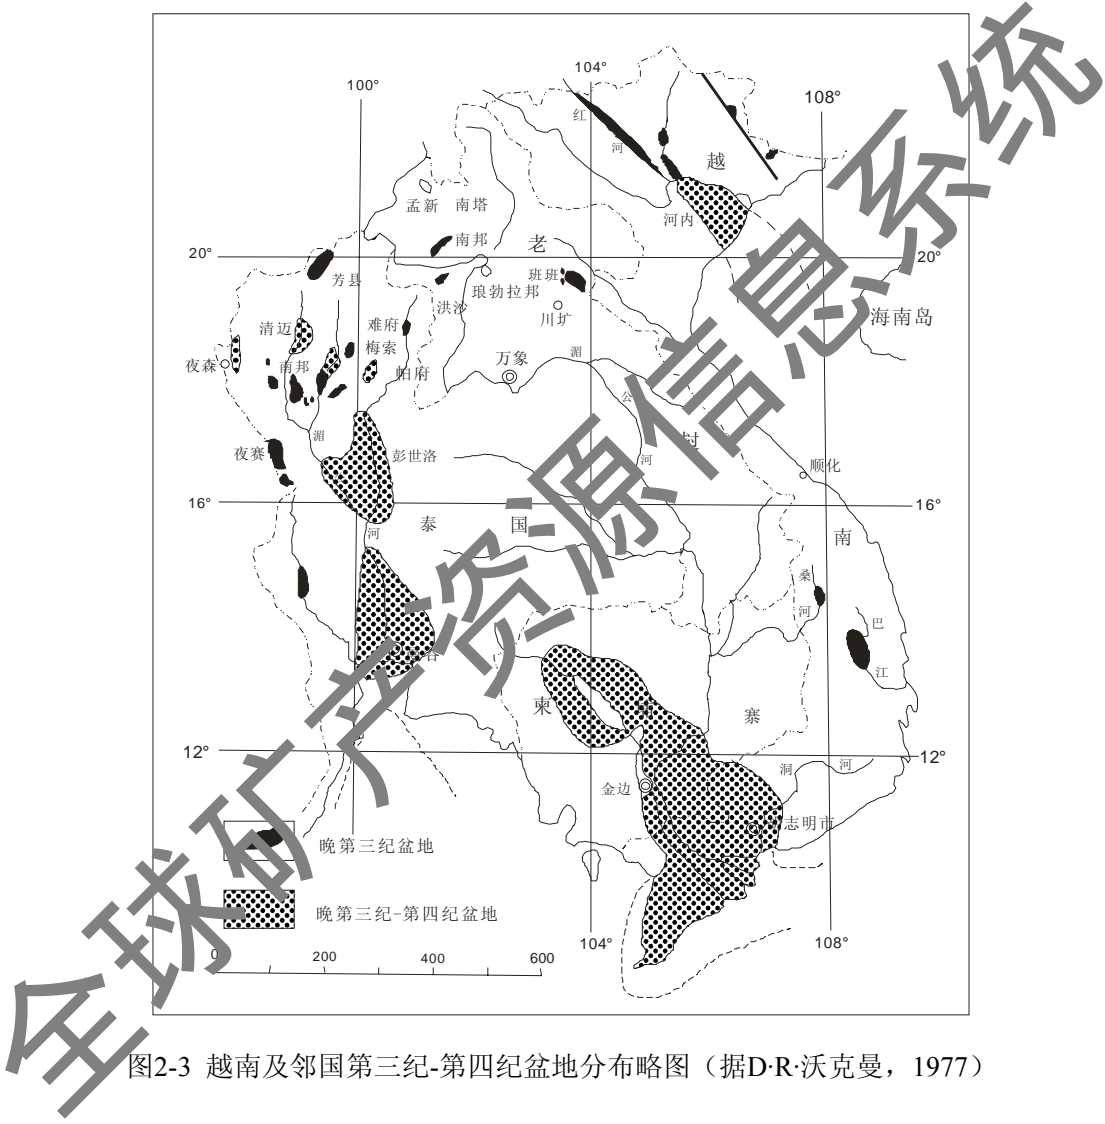 104°
100°
108°
红
河
越
孟新
南塔
河内
南邦
老
20°
20°
芳县
班班
琅勃拉邦
洪沙
川圹
海南岛
清迈
难府
梅索
万象
湄
夜森
南邦
帕府
公
湄
夜赛
彭世洛
河
顺化
16°
16°
泰
国
河
南
桑
河
巴
江
柬
寨
12°
12°
洞
河
金边
志明市
晚第三纪盆地
晚第三纪-第四纪盆地
104°
108°
0
200
400
600
图2-3 越南及邻国第三纪-第四纪盆地分布略图（据D·R·沃克曼，1977）
全球矿产资源信息系统